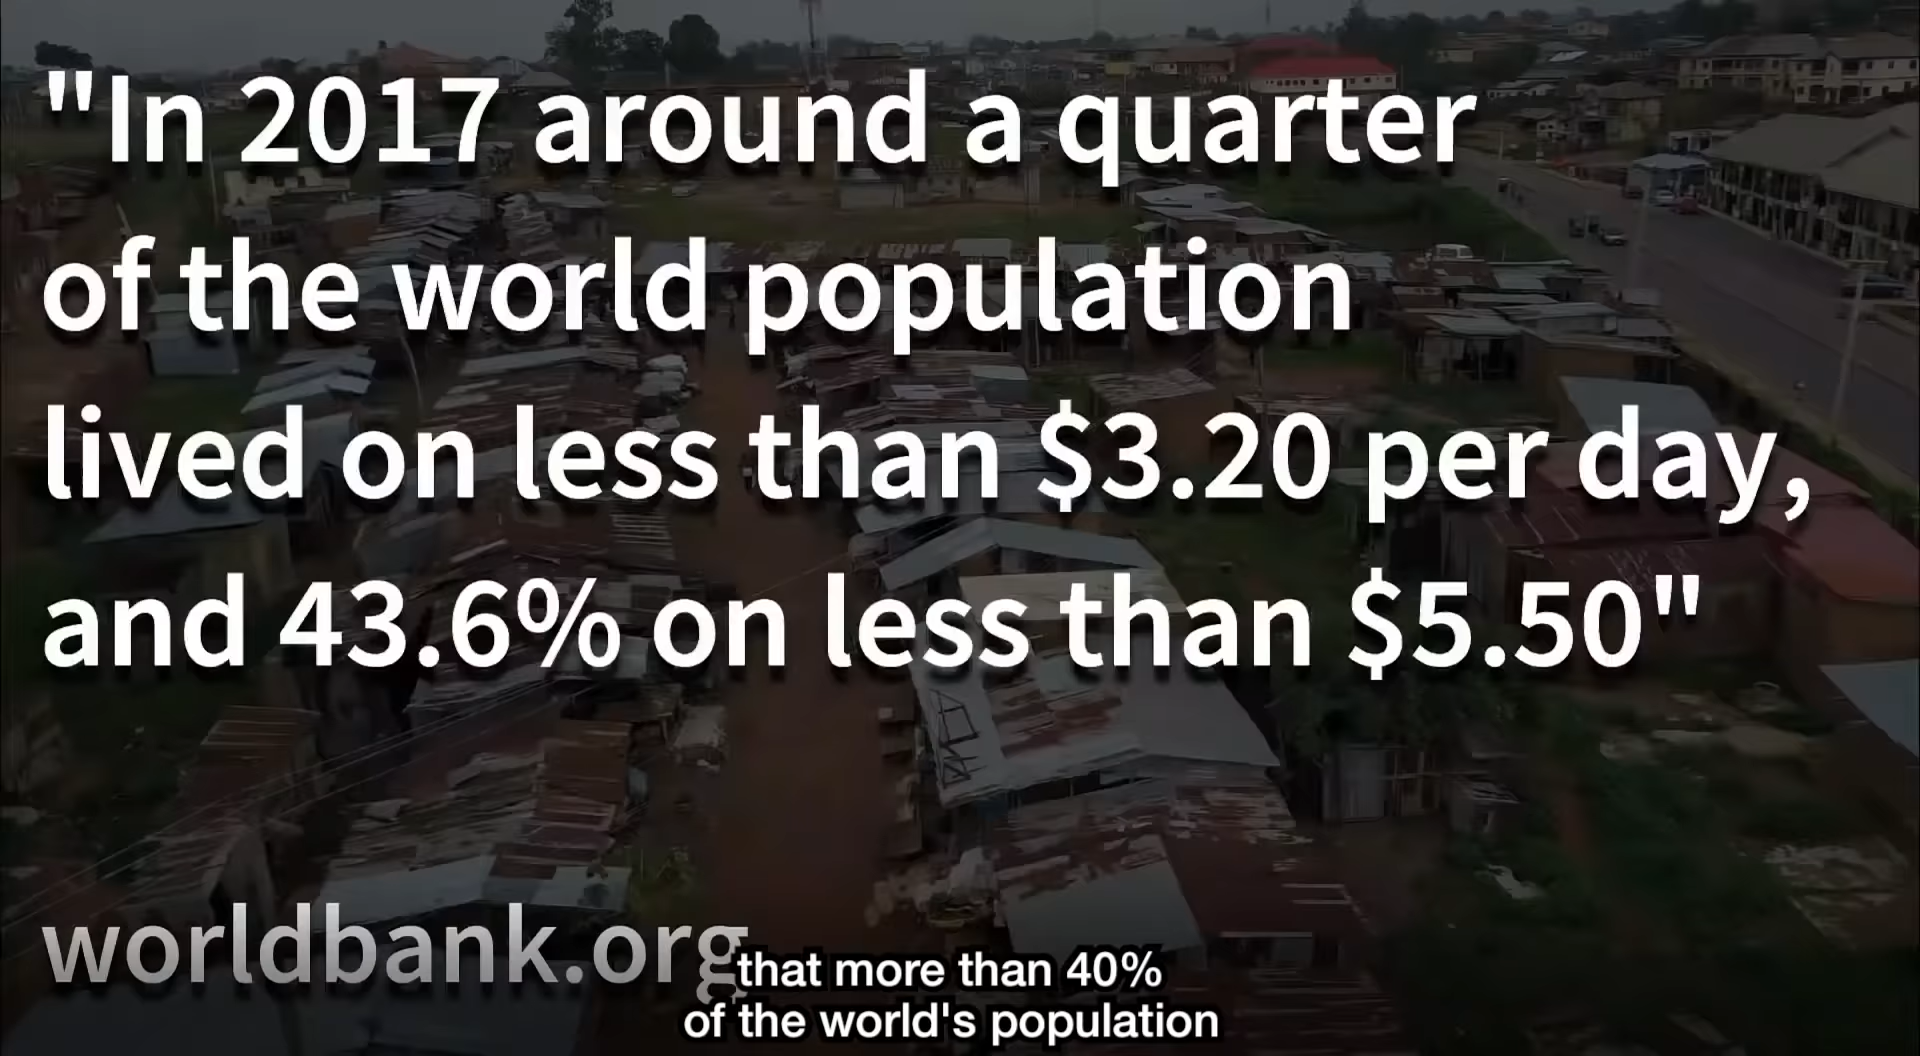 "In 2017 around a quarter
of the world population
lived on less than $3.20 per day,
and 43.6% on less than $5.50"
worldbank.org
that more than 40%
of the world's population